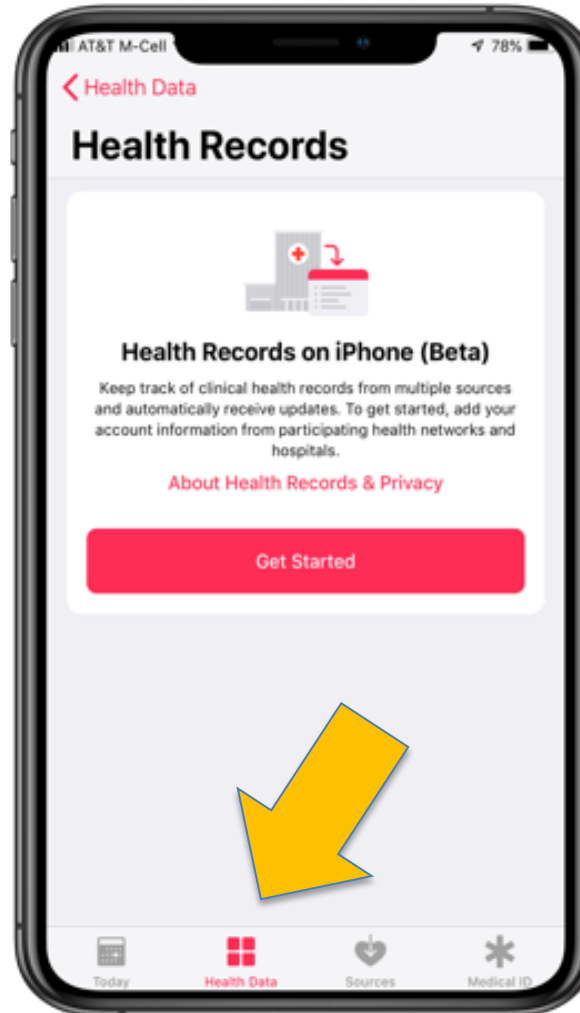 AT&T M-Cell 78%
Health Data
Health Records
Health Records on iPhone (Beta)
Keep track of clinical health records from multiple sources
and automatically receive updates. To get started, add your
account information from participating health networks and
hospitals.
About Health Records & Privacy
Get Started
Today Health Data Sources Medical ID